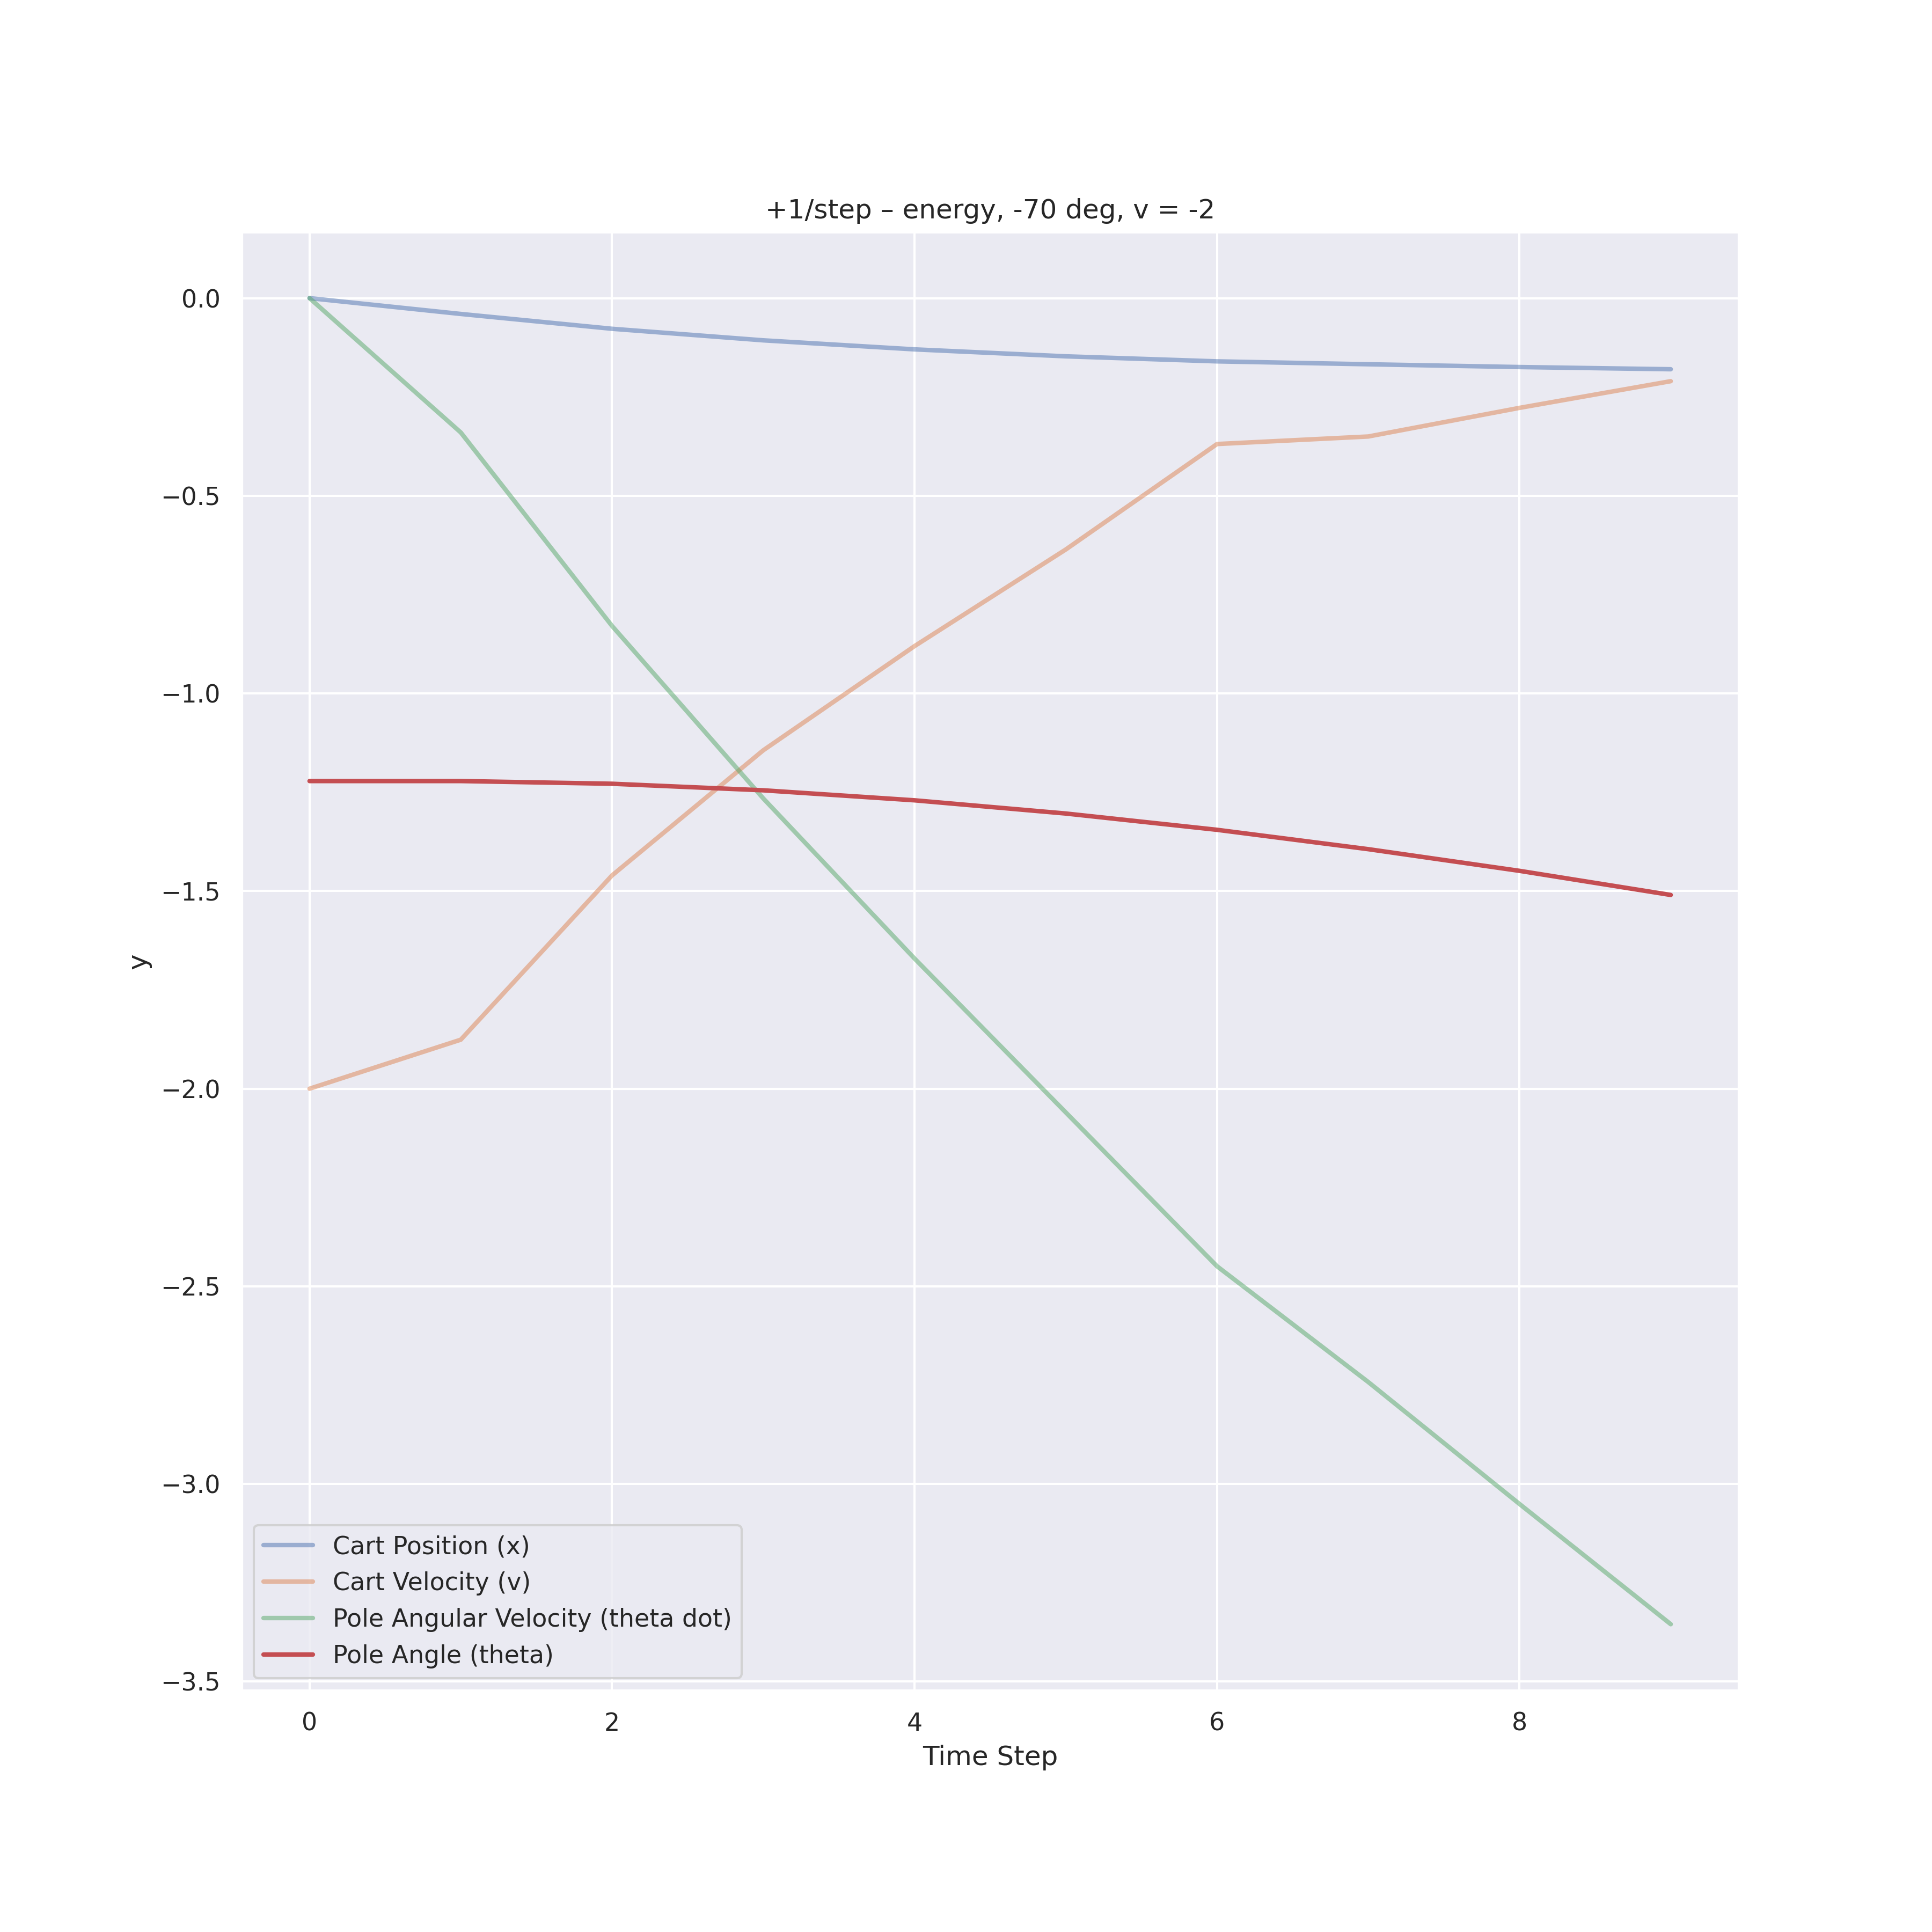 +1/step – energy, -70 deg, v = -2
0.0
−0.5
−1.0
−1.5
−2.0
−2.5
−3.0
−3.5
y
Cart Position (x)
Cart Velocity (v)
Pole Angular Velocity (theta dot)
Pole Angle (theta)
0 2 4 6 8
Time Step